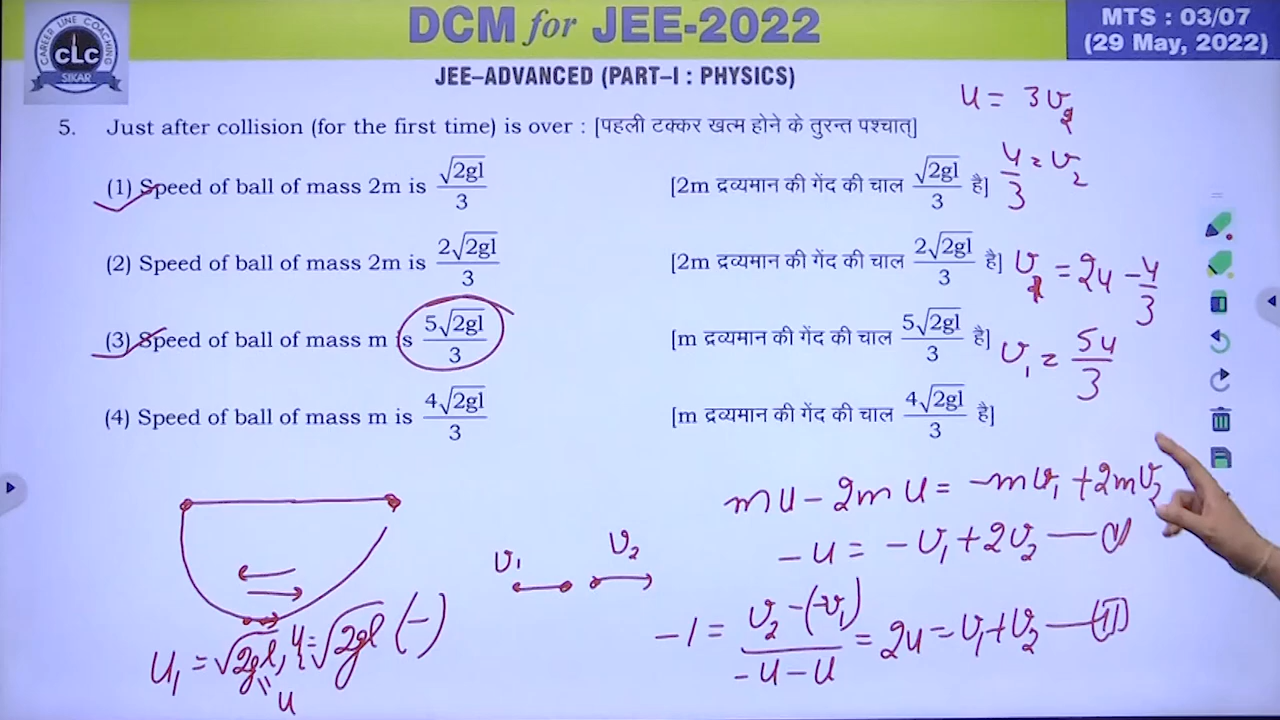 DCM for JEE-2022
MTS : 03/07
(29 May, 2022)
CAREER LINE COACHING
CLC
SIKAR
JEE–ADVANCED (PART–I : PHYSICS)
5. Just after collision (for the first time) is over : [पहली टक्कर खत्म होने के तुरन्त पश्चात्]
(1) Speed of ball of mass 2m is √2gl/3 [2m द्रव्यमान की गेंद की चाल √2gl/3 है]
(2) Speed of ball of mass 2m is 2√2gl/3 [2m द्रव्यमान की गेंद की चाल 2√2gl/3 है]
(3) Speed of ball of mass m is 5√2gl/3 [m द्रव्यमान की गेंद की चाल 5√2gl/3 है]
(4) Speed of ball of mass m is 4√2gl/3 [m द्रव्यमान की गेंद की चाल 4√2gl/3 है]
u = 3v₂
u/3 = v₂
v₁ = 2u – u/3
v₁ = 5u/3
mu – 2mu = –mv₁ + 2mv₂
–u = –v₁ + 2v₂ —(I)
–1 = v₂ –(–v₁)/–u – u = 2u = v₁ + v₂ —(II)
v₁ v₂
u₁ = √2gl, = √2gl (–)
u